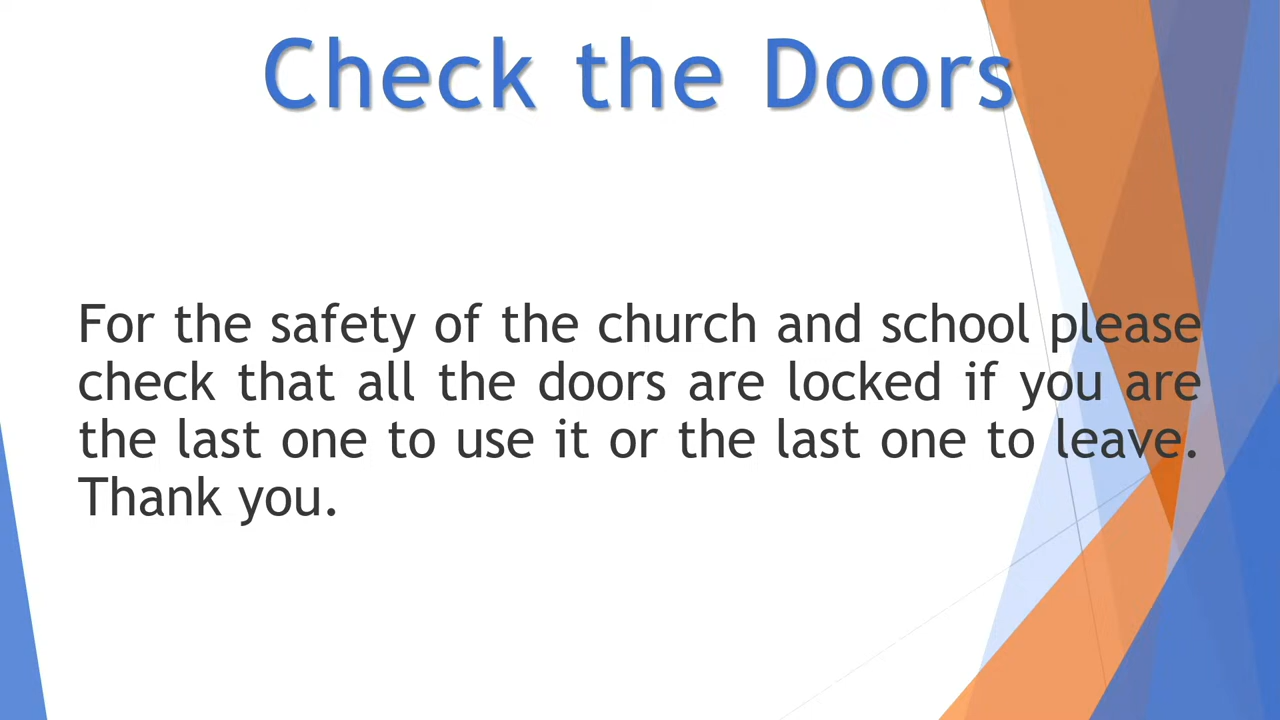 Check the Doors
For the safety of the church and school please
check that all the doors are locked if you are
the last one to use it or the last one to leave.
Thank you.